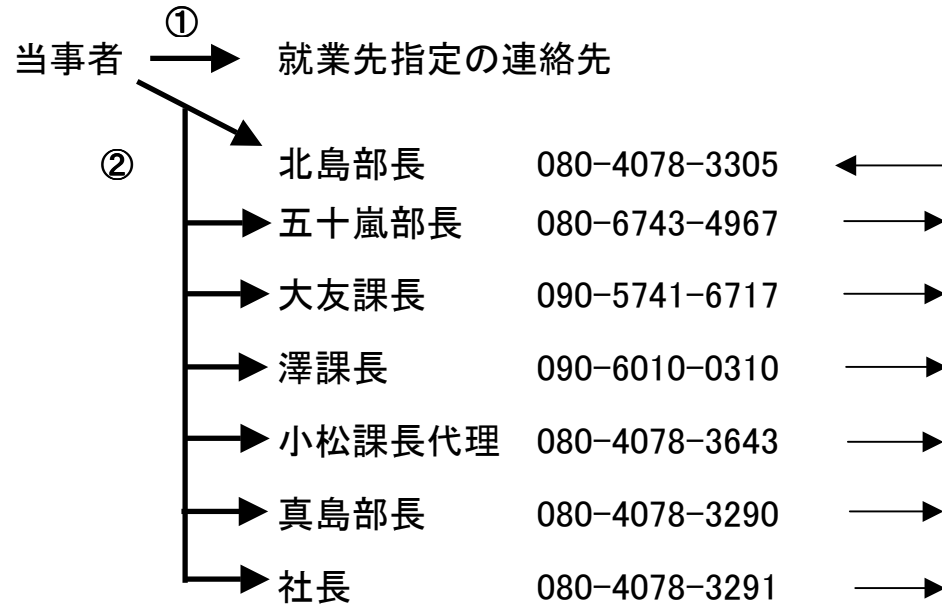 ①
当事者 就業先指定の連絡先
②
北島部長 080-4078-3305
五十嵐部長 080-6743-4967
大友課長 090-5741-6717
澤課長 090-6010-0310
小松課長代理 080-4078-3643
真島部長 080-4078-3290
社長 080-4078-3291